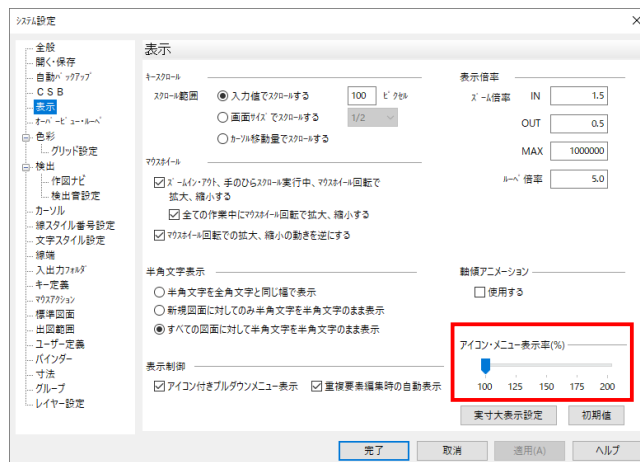 システム設定
全般
開く・保存
自動バックアップ
ＣＳＢ
表示
オーバービュー・ルーペ
色彩
グリッド設定
検出
作図ナビ
検出音設定
カーソル
線スタイル番号設定
文字スタイル設定
線端
入出力フォルダ
キー定義
マウスアクション
標準図面
出図範囲
ユーザー定義
バインダー
寸法
グループ
レイヤー設定
表示
キースクロール
スクロール範囲 入力値でスクロールする 100 ピクセル
画面サイズでスクロールする 1/2
カーソル移動量でスクロールする
マウスホイール
ズームイン・アウト、手のひらスクロール実行中、マウスホイール回転で
拡大、縮小する
全ての作業中にマウスホイール回転で拡大、縮小する
マウスホイール回転での拡大、縮小の動きを逆にする
半角文字表示
半角文字を全角文字と同じ幅で表示
新規図面に対してのみ半角文字を半角文字のまま表示
すべての図面に対して半角文字を半角文字のまま表示
表示制御
アイコン付きプルダウンメニュー表示 重複要素編集時の自動表示
表示倍率
ズーム倍率 IN 1.5
OUT 0.5
MAX 1000000
ルーペ倍率 5.0
軸傾アニメーション
使用する
アイコン・メニュー表示率(%)
100 125 150 175 200
実寸大表示設定 初期値
完了 取消 適用(A) ヘルプ